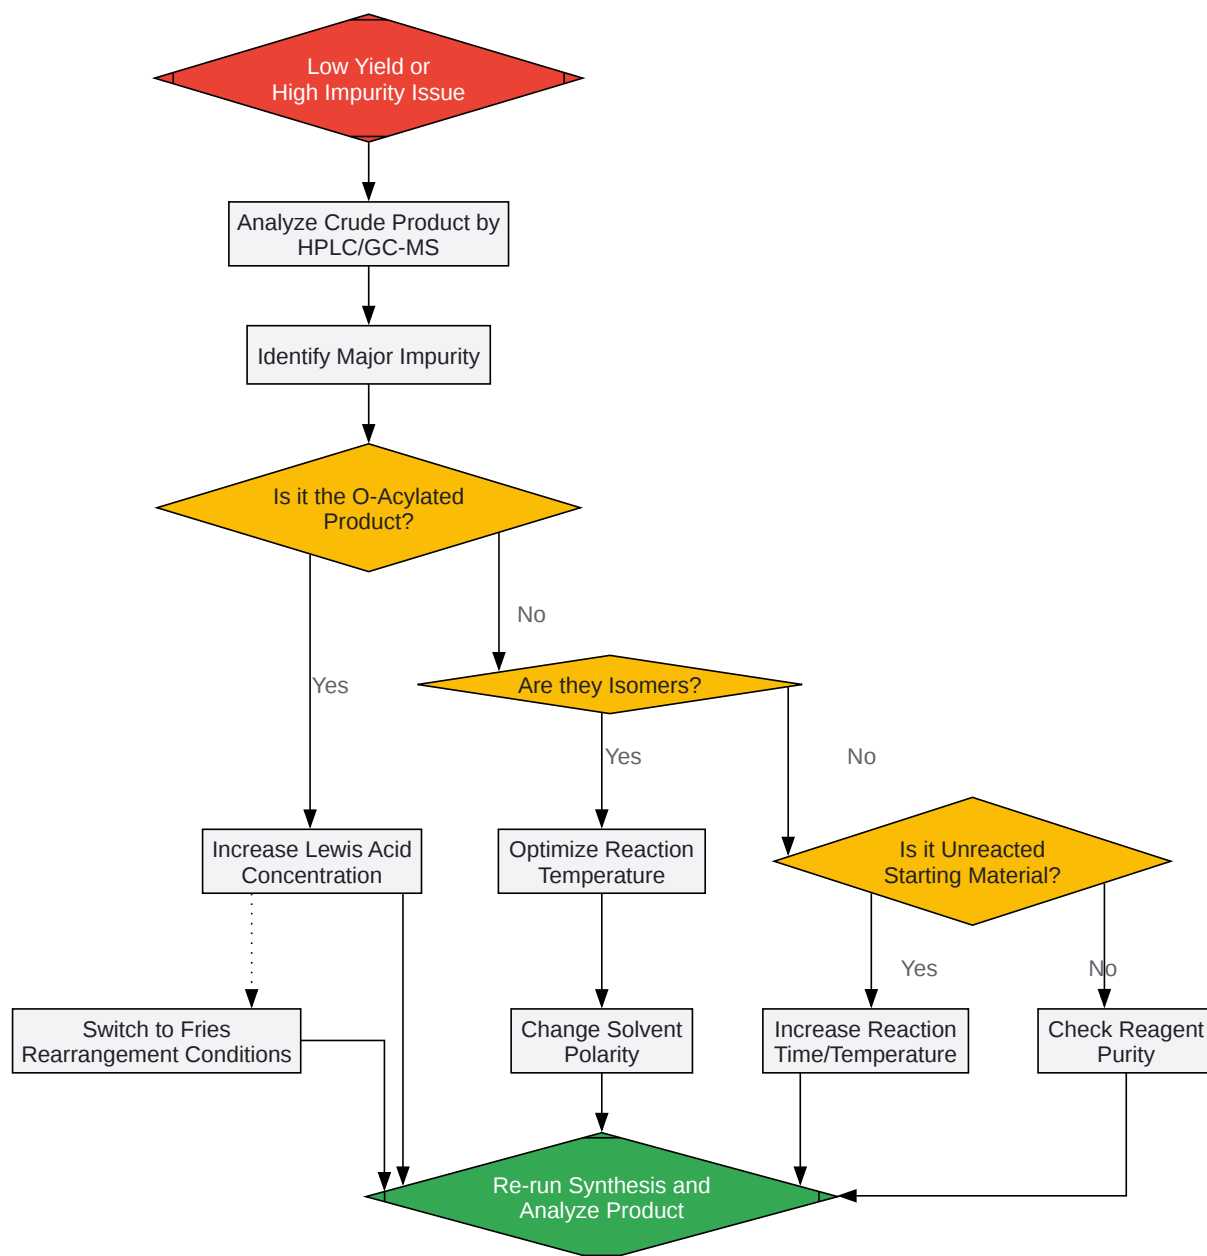 Low Yield or
High Impurity Issue
Analyze Crude Product by
HPLC/GC-MS
Identify Major Impurity
Is it the O-Acylated
Product?
No
Yes
Are they Isomers?
Yes
No
Increase Lewis Acid
Concentration
Optimize Reaction
Temperature
Is it Unreacted
Starting Material?
Yes
No
Switch to Fries
Rearrangement Conditions
Change Solvent
Polarity
Increase Reaction
Time/Temperature
Check Reagent
Purity
Re-run Synthesis and
Analyze Product